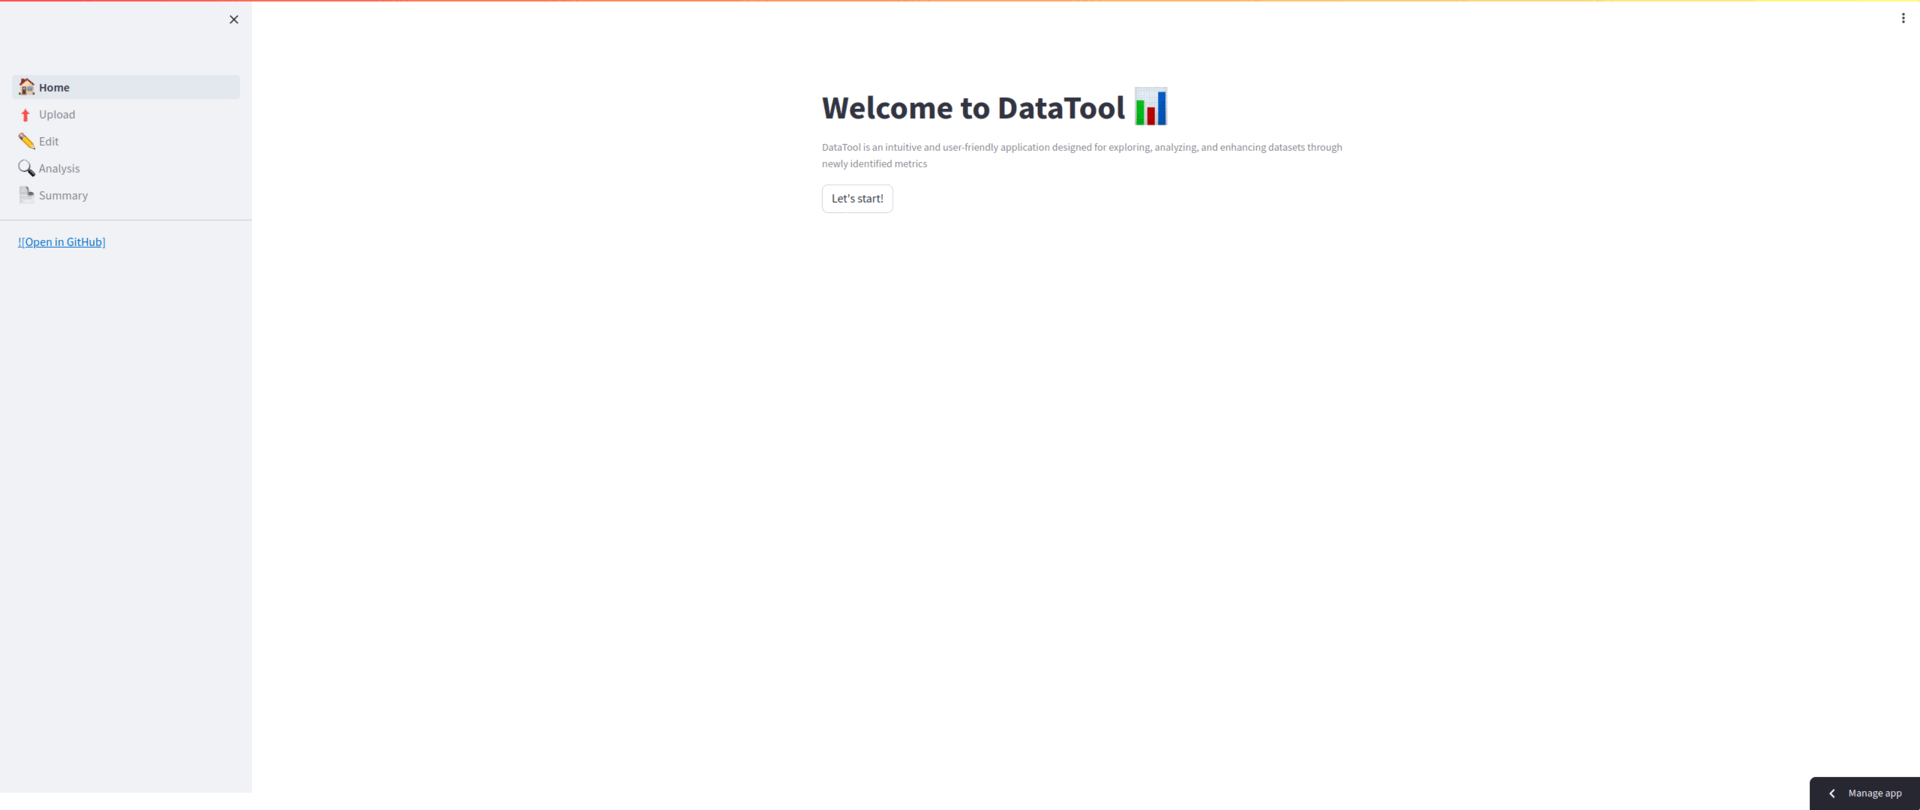 Home
Upload
Edit
Analysis
Summary
![Open in GitHub]
Welcome to DataTool
DataTool is an intuitive and user-friendly application designed for exploring, analyzing, and enhancing datasets through
newly identified metrics
Let's start!
Manage app